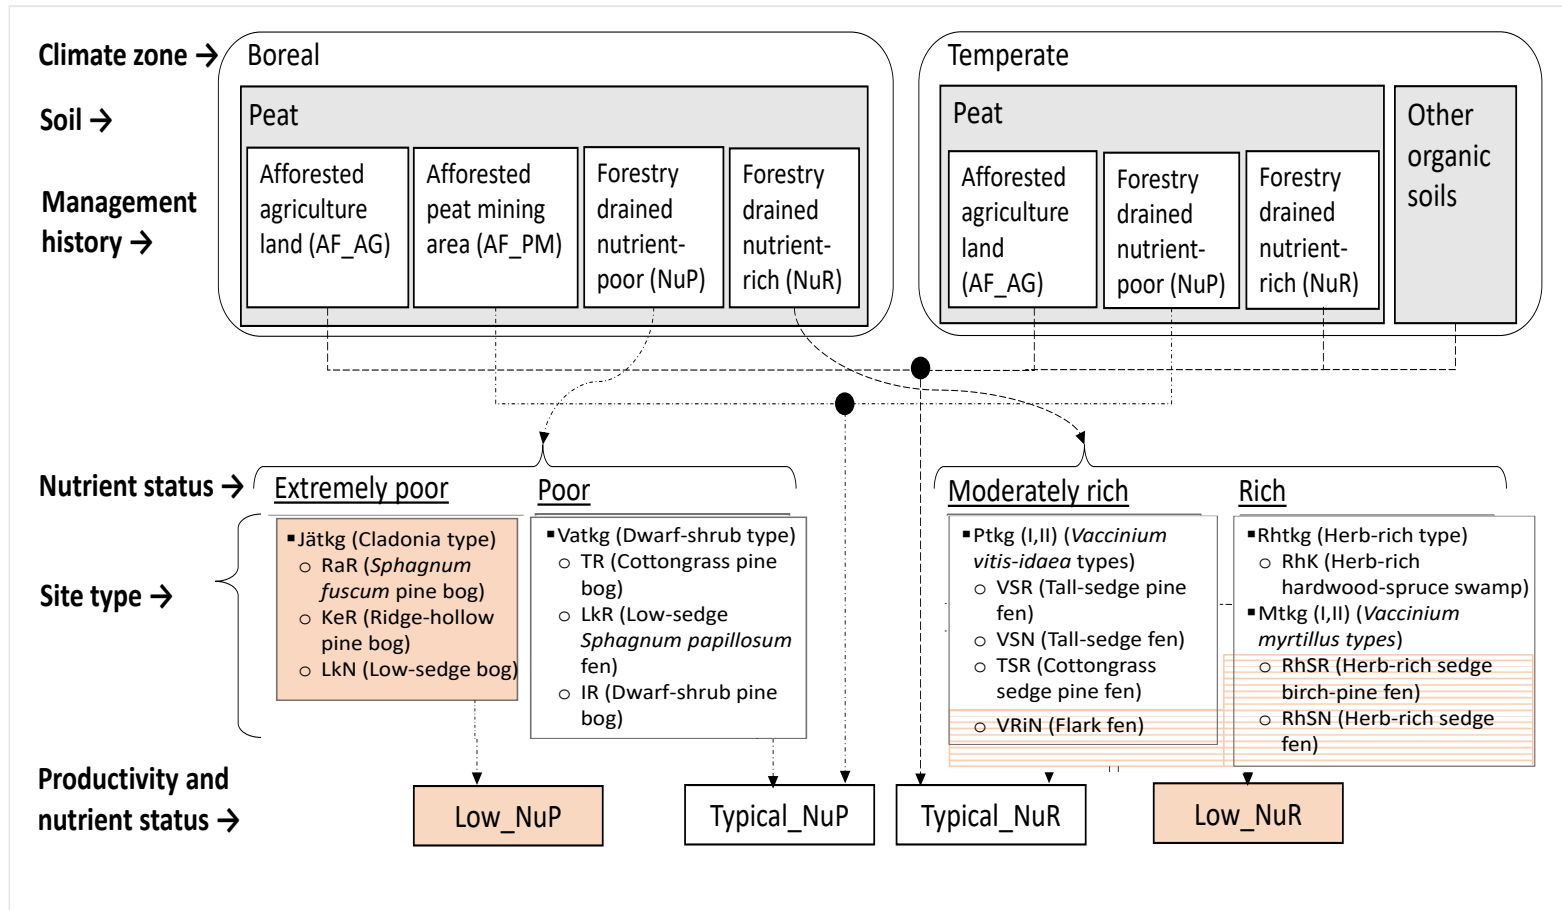 Climate zone →
Boreal
Temperate
Soil →
Peat
Peat
Other
organic
soils
Management
history →
Afforested
agriculture
land (AF_AG)
Afforested
peat mining
area (AF_PM)
Forestry
drained
nutrient-
poor (NuP)
Forestry
drained
nutrient-
rich (NuR)
Afforested
agriculture
land
(AF_AG)
Forestry
drained
nutrient-
poor (NuP)
Forestry
drained
nutrient-
rich (NuR)
Nutrient status →
Extremely poor
Poor
Moderately rich
Rich
Site type →
▪Jätkg (Cladonia type)
○ RaR (Sphagnum
fuscum pine bog)
○ KeR (Ridge-hollow
pine bog)
○ LkN (Low-sedge bog)
▪Vatkg (Dwarf-shrub type)
○ TR (Cottongrass pine
bog)
○ LkR (Low-sedge
Sphagnum papillosum
fen)
○ IR (Dwarf-shrub pine
bog)
▪Ptkg (I,II) (Vaccinium
vitis-idaea types)
○ VSR (Tall-sedge pine
fen)
○ VSN (Tall-sedge fen)
○ TSR (Cottongrass
sedge pine fen)
○ VRiN (Flark fen)
▪Rhtkg (Herb-rich type)
○ RhK (Herb-rich
hardwood-spruce swamp)
▪Mtkg (I,II) (Vaccinium
myrtillus types)
○ RhSR (Herb-rich sedge
birch-pine fen)
○ RhSN (Herb-rich sedge
fen)
Productivity and
nutrient status →
Low_NuP
Typical_NuP
Typical_NuR
Low_NuR